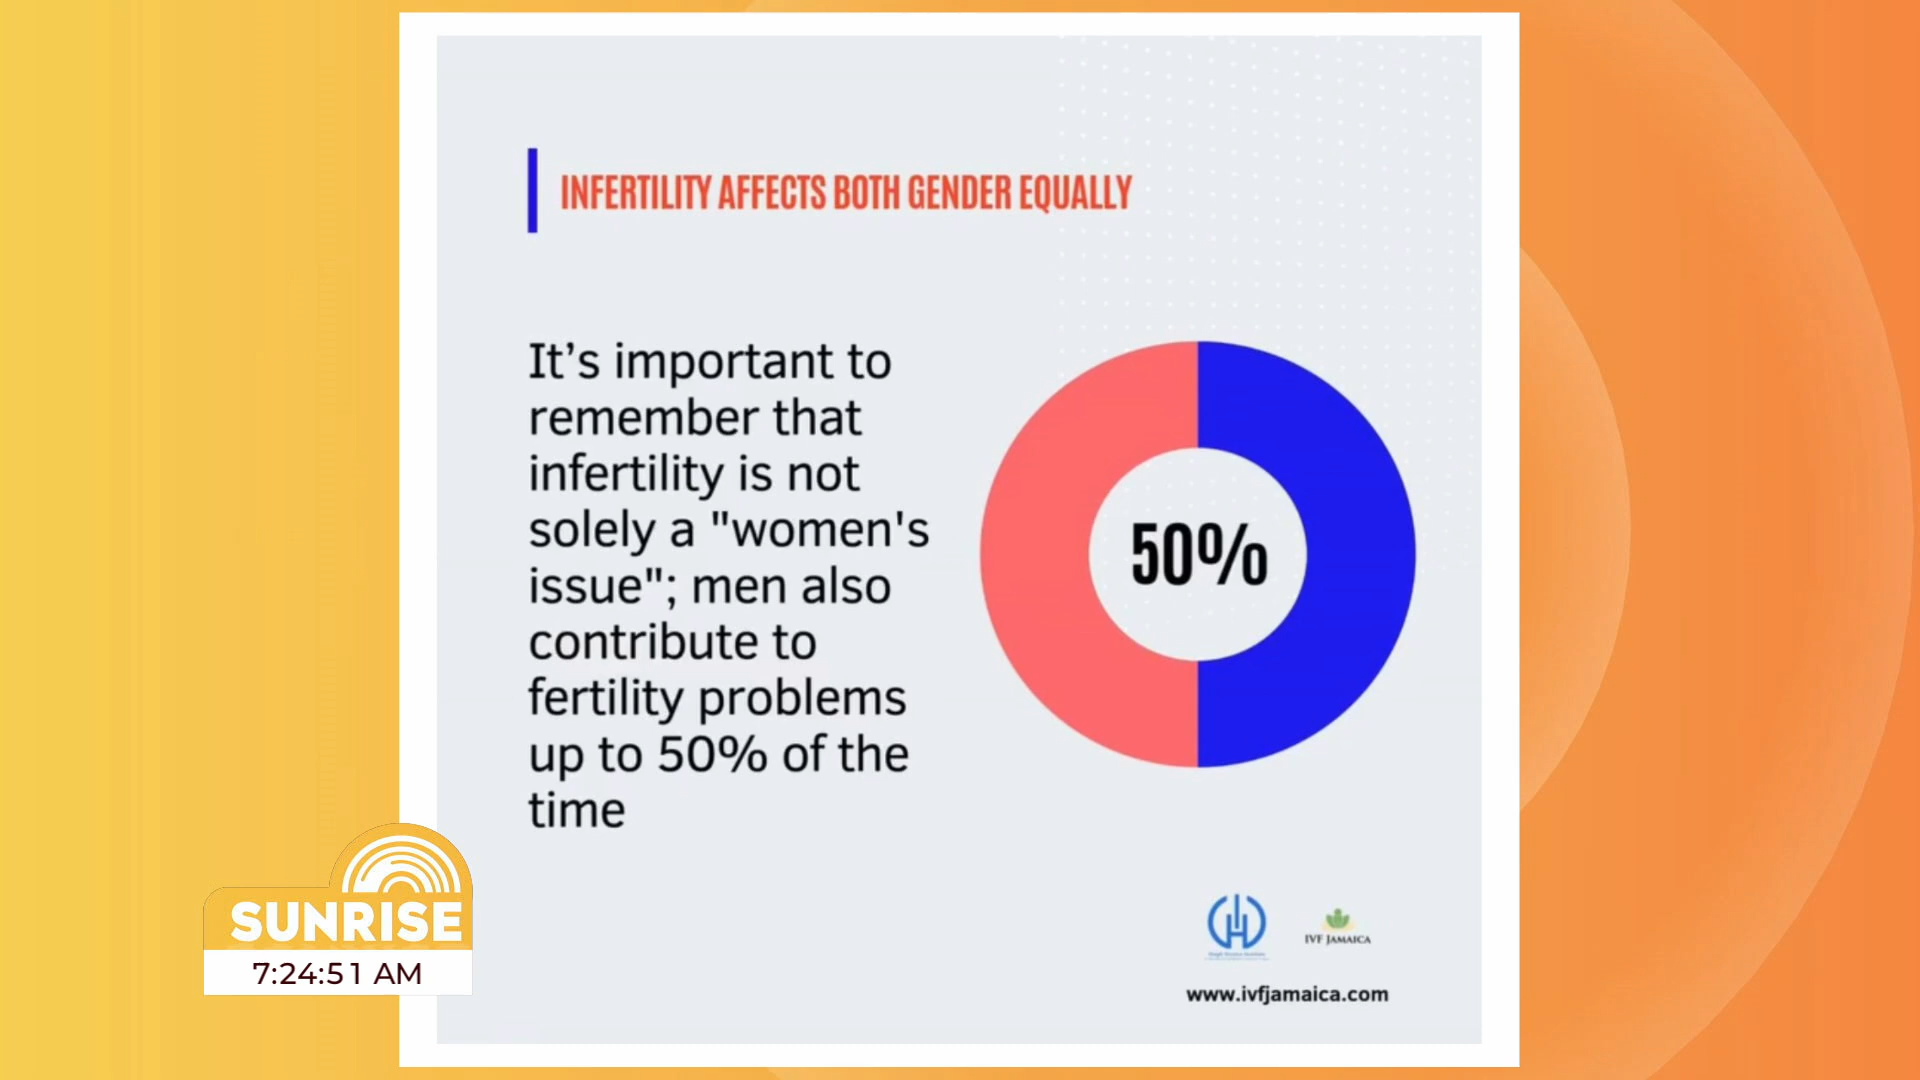 INFERTILITY AFFECTS BOTH GENDER EQUALLY
It’s important to
remember that
infertility is not
solely a "women's
issue"; men also
contribute to
fertility problems
up to 50% of the
time
50%
IVF JAMAICA
www.ivfjamaica.com
SUNRISE
7:24:51 AM